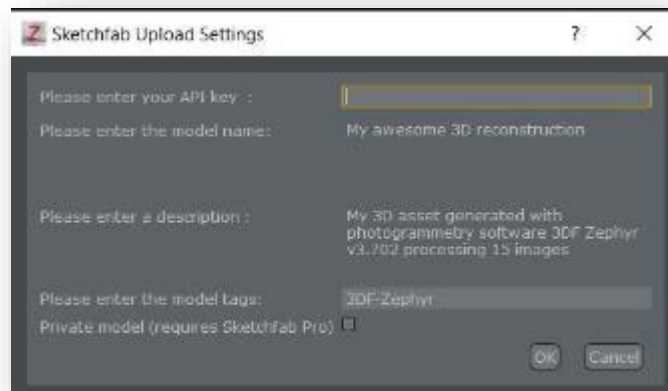 Z Sketchfab Upload Settings ? ×
Please enter your API key :
Please enter the model name: My awesome 3D reconstruction
Please enter a description : My 3D asset generated with
photogrammetry software 3DF Zephyr
v3.702 processing 15 images
Please enter the model tags: 3DF-Zephyr
Private model (requires Sketchfab Pro)
OK Cancel